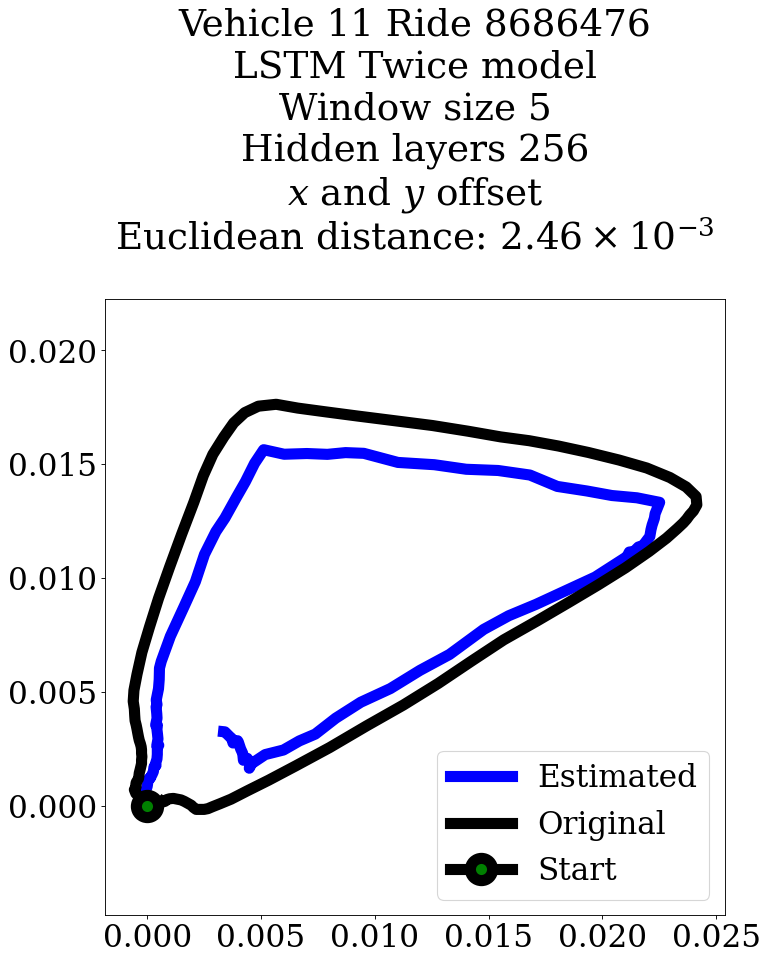 Vehicle 11 Ride 8686476
LSTM Twice model
Window size 5
Hidden layers 256
x and y offset
Euclidean distance: 2.46 × 10⁻³
0.020
0.015
0.010
0.005
0.000
Estimated
Original
Start
0.000 0.005 0.010 0.015 0.020 0.025